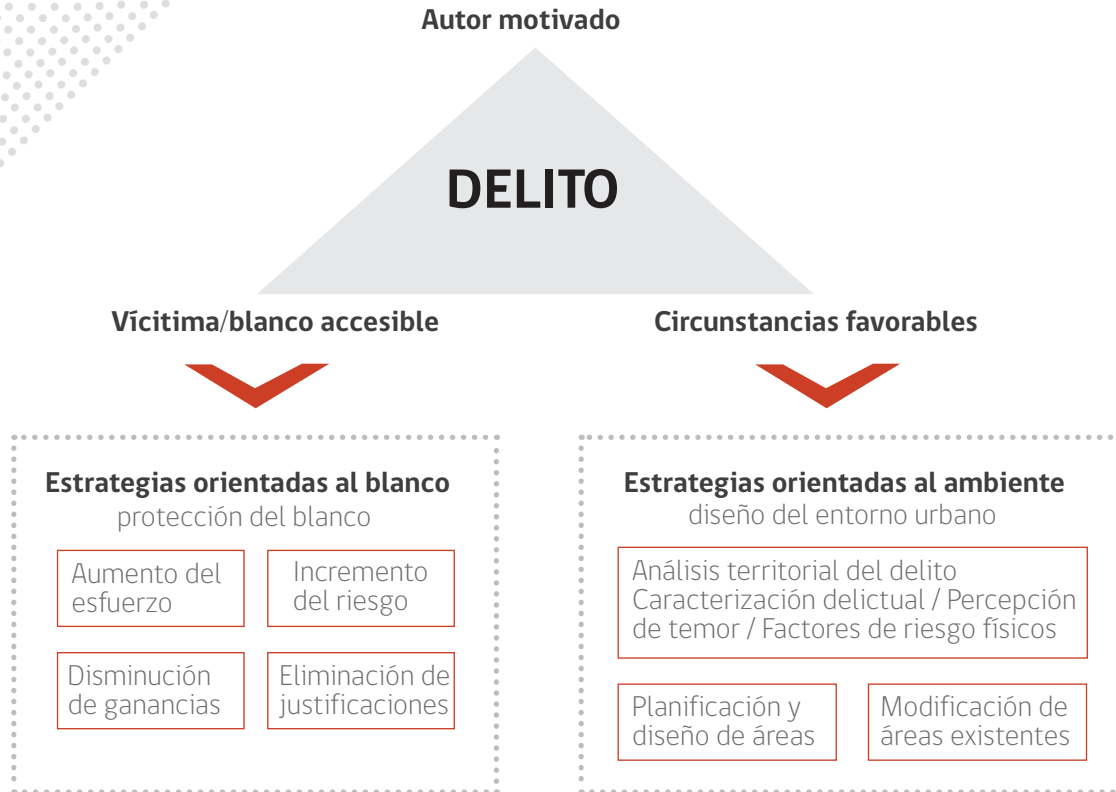 Autor motivado
DELITO
Vícitima/blanco accesible
Circunstancias favorables
Estrategias orientadas al blanco
protección del blanco
Aumento del
esfuerzo
Incremento
del riesgo
Disminución
de ganancias
Eliminación de
justificaciones
Estrategias orientadas al ambiente
diseño del entorno urbano
Análisis territorial del delito
Caracterización delictual / Percepción
de temor / Factores de riesgo físicos
Planificación y
diseño de áreas
Modificación de
áreas existentes